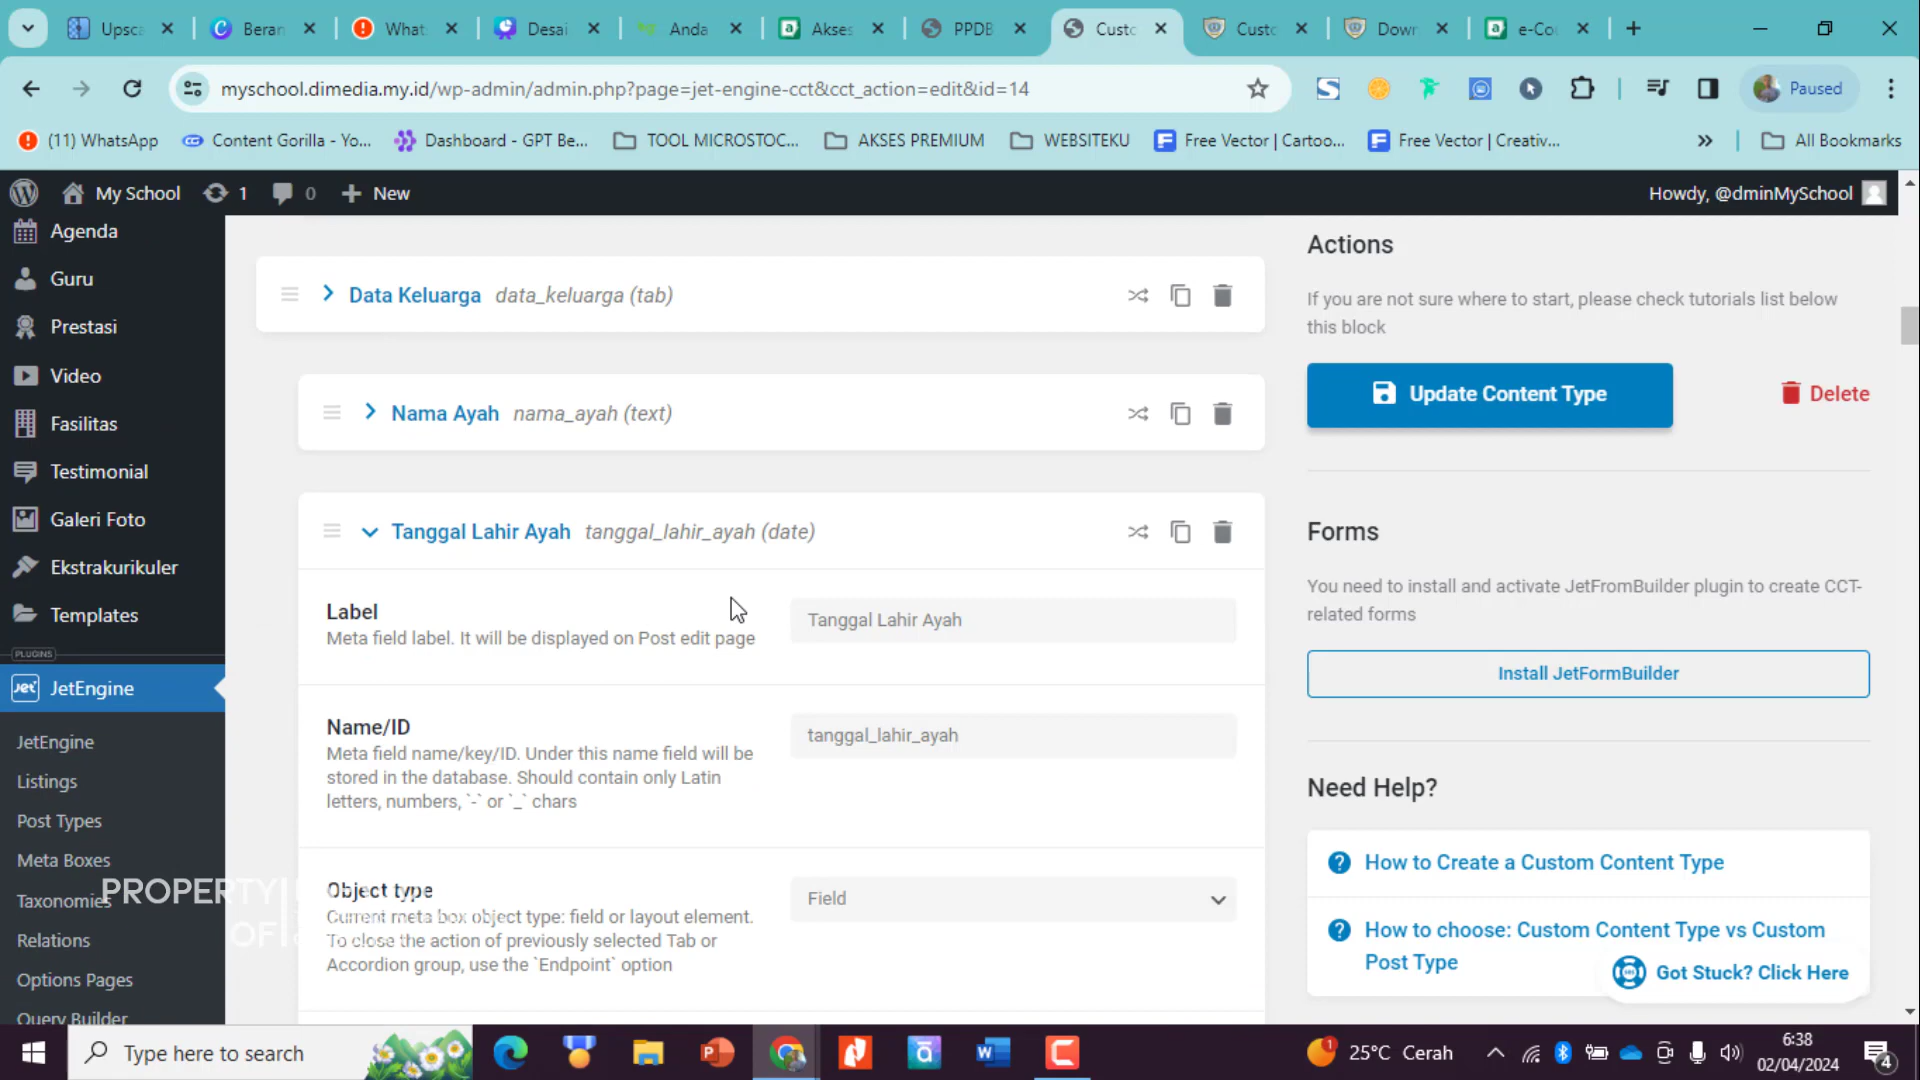 Upsca
Beran
What
Desai
Anda
Akses
PPDB
Custo
Custo
Dowr
e-Co
myschool.dimedia.my.id/wp-admin/admin.php?page=jet-engine-cct&cct_action=edit&id=14
Paused
(11) WhatsApp
Content Gorilla - Yo...
Dashboard - GPT Be...
TOOL MICROSTOC...
AKSES PREMIUM
WEBSITEKU
Free Vector | Cartoo...
Free Vector | Creativ...
All Bookmarks
My School
1
0
New
Howdy, @dminMySchool
Agenda
Guru
Prestasi
Video
Fasilitas
Testimonial
Galeri Foto
Ekstrakurikuler
Templates
PLUGINS
JetEngine
JetEngine
Listings
Post Types
Meta Boxes
Taxonomies
Relations
Options Pages
Query Builder
Data Keluarga data_keluarga (tab)
Nama Ayah nama_ayah (text)
Tanggal Lahir Ayah tanggal_lahir_ayah (date)
Label
Meta field label. It will be displayed on Post edit page
Tanggal Lahir Ayah
Name/ID
Meta field name/key/ID. Under this name field will be
stored in the database. Should contain only Latin
letters, numbers, `-` or `_` chars
tanggal_lahir_ayah
Object type
Current meta box object type: field or layout element.
To close the action of previously selected Tab or
Accordion group, use the `Endpoint` option
Field
PROPERTY
OF
Actions
If you are not sure where to start, please check tutorials list below
this block
Update Content Type
Delete
Forms
You need to install and activate JetFromBuilder plugin to create CCT-
related forms
Install JetFormBuilder
Need Help?
How to Create a Custom Content Type
How to choose: Custom Content Type vs Custom
Post Type
Got Stuck? Click Here
Type here to search
1
25°C Cerah
6:38
02/04/2024
4